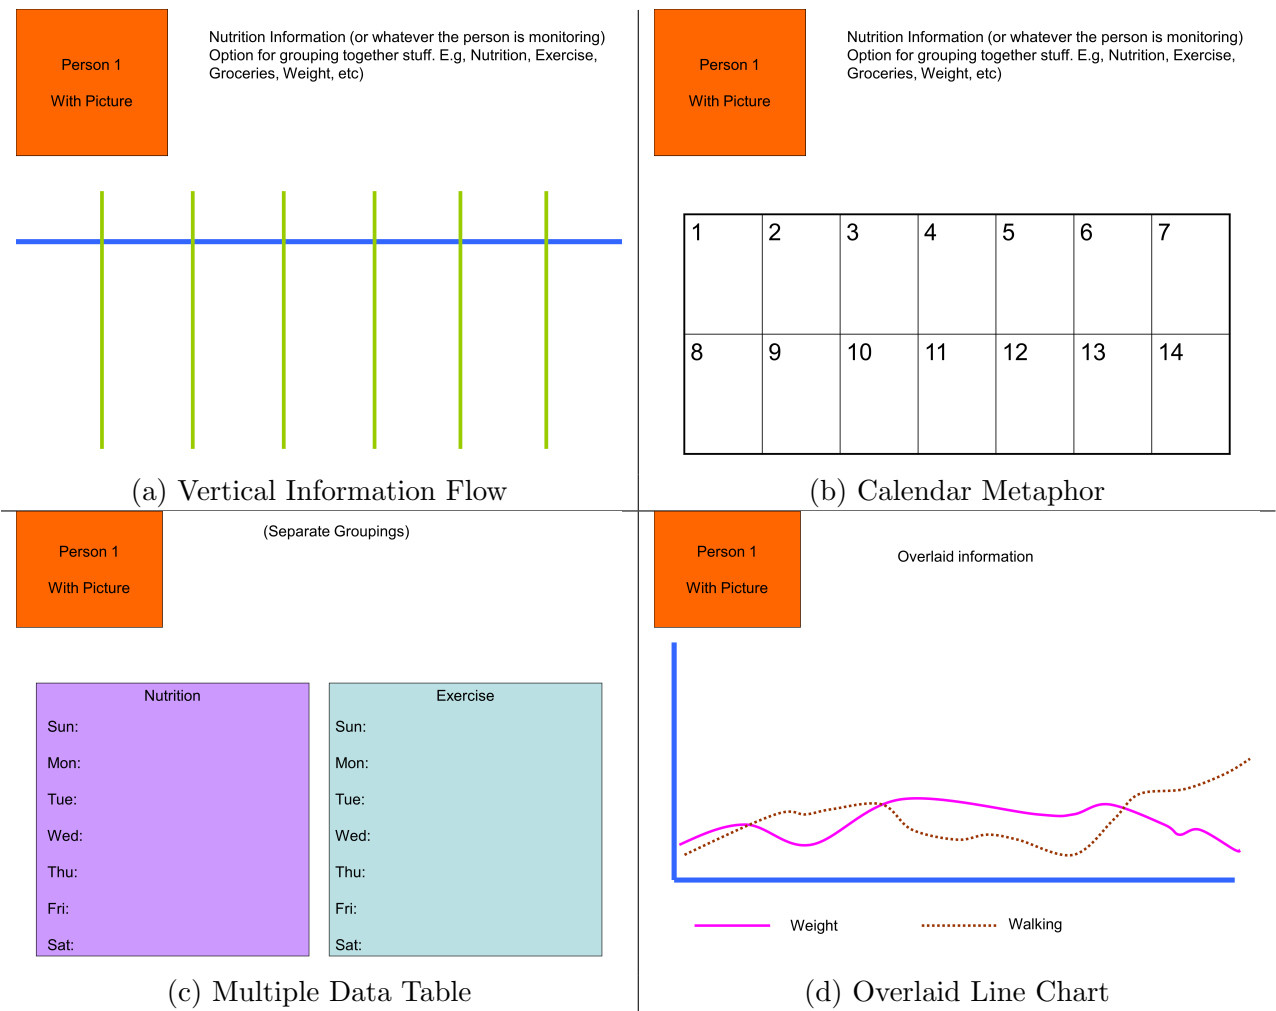 Person 1
With Picture
Nutrition Information (or whatever the person is monitoring)
Option for grouping together stuff. E.g, Nutrition, Exercise,
Groceries, Weight, etc)
(a) Vertical Information Flow
Person 1
With Picture
Nutrition Information (or whatever the person is monitoring)
Option for grouping together stuff. E.g, Nutrition, Exercise,
Groceries, Weight, etc)
1 2 3 4 5 6 7
8 9 10 11 12 13 14
(b) Calendar Metaphor
Person 1
With Picture
(Separate Groupings)
Nutrition
Sun:
Mon:
Tue:
Wed:
Thu:
Fri:
Sat:
Exercise
Sun:
Mon:
Tue:
Wed:
Thu:
Fri:
Sat:
(c) Multiple Data Table
Person 1
With Picture
Overlaid information
Weight
Walking
(d) Overlaid Line Chart